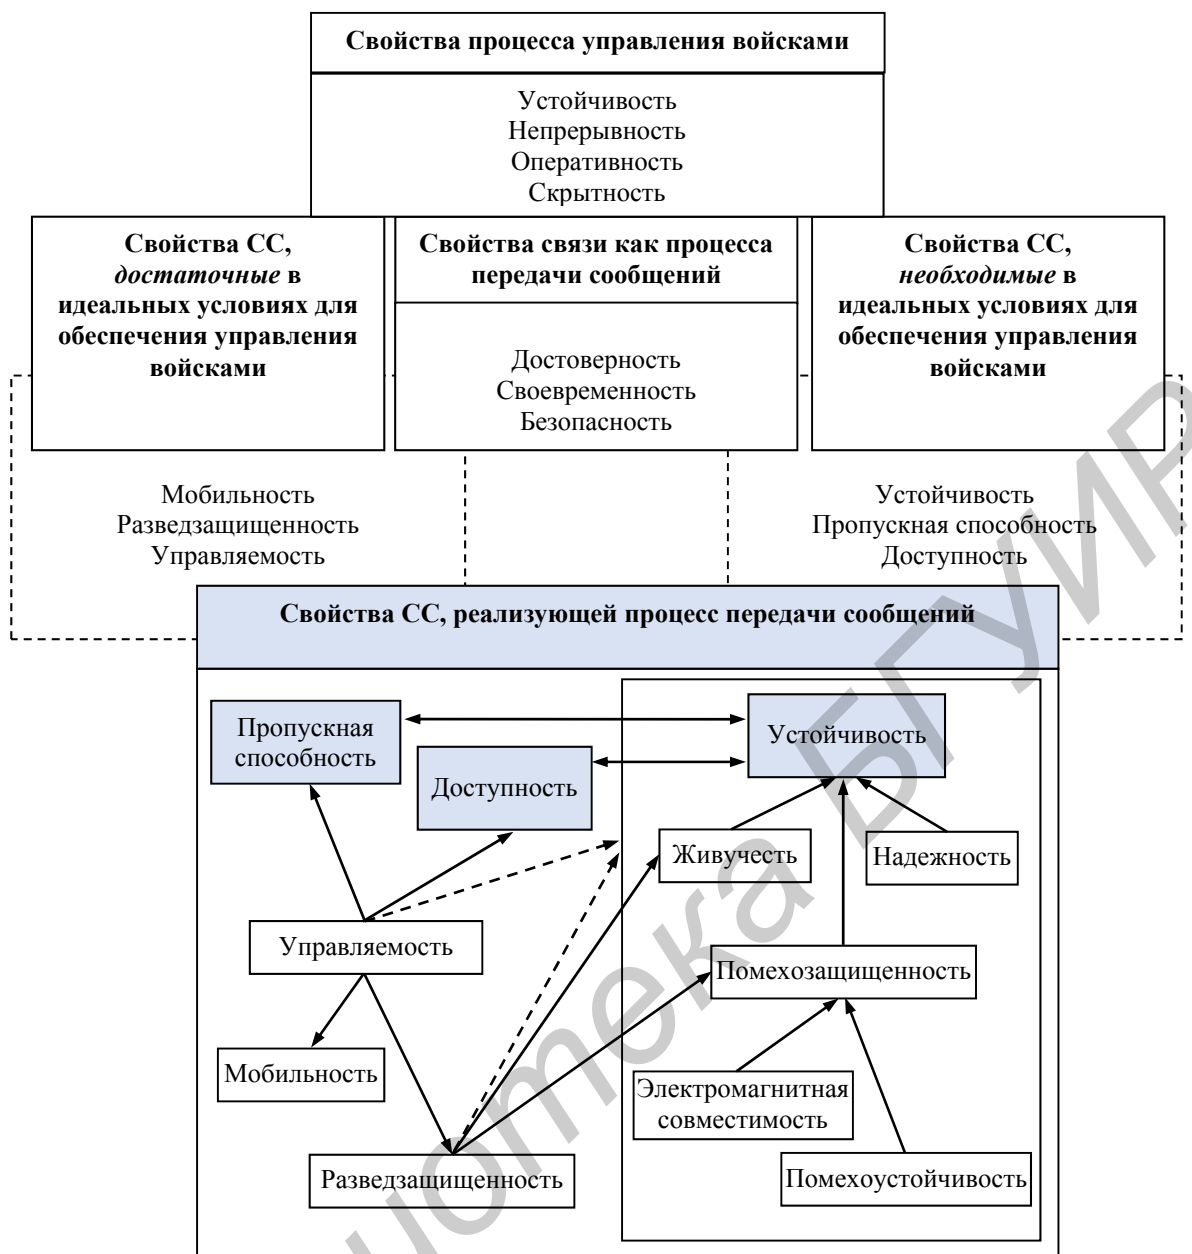 Свойства процесса управления войсками
Устойчивость
Непрерывность
Оперативность
Скрытность
Свойства СС,
достаточные в
идеальных условиях для
обеспечения управления
войсками
Свойства связи как процесса
передачи сообщений
Достоверность
Своевременность
Безопасность
Свойства СС,
необходимые в
идеальных условиях для
обеспечения управления
войсками
Мобильность
Разведзащищенность
Управляемость
Устойчивость
Пропускная способность
Доступность
Свойства СС, реализующей процесс передачи сообщений
Пропускная
способность
Устойчивость
Доступность
Живучесть
Надежность
Управляемость
Помехозащищенность
Мобильность
Электромагнитная
совместимость
Разведзащищенность
Помехоустойчивость
иотека БГУИР